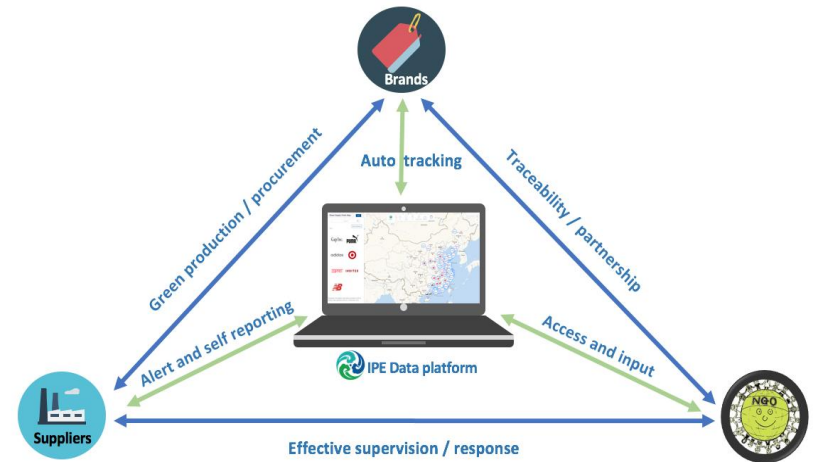 Brands
Auto tracking
Green production / procurement
Traceability / partnership
PUMA
Alert and self reporting
Access and input
IPE Data platform
NGO
Suppliers
Effective supervision / response